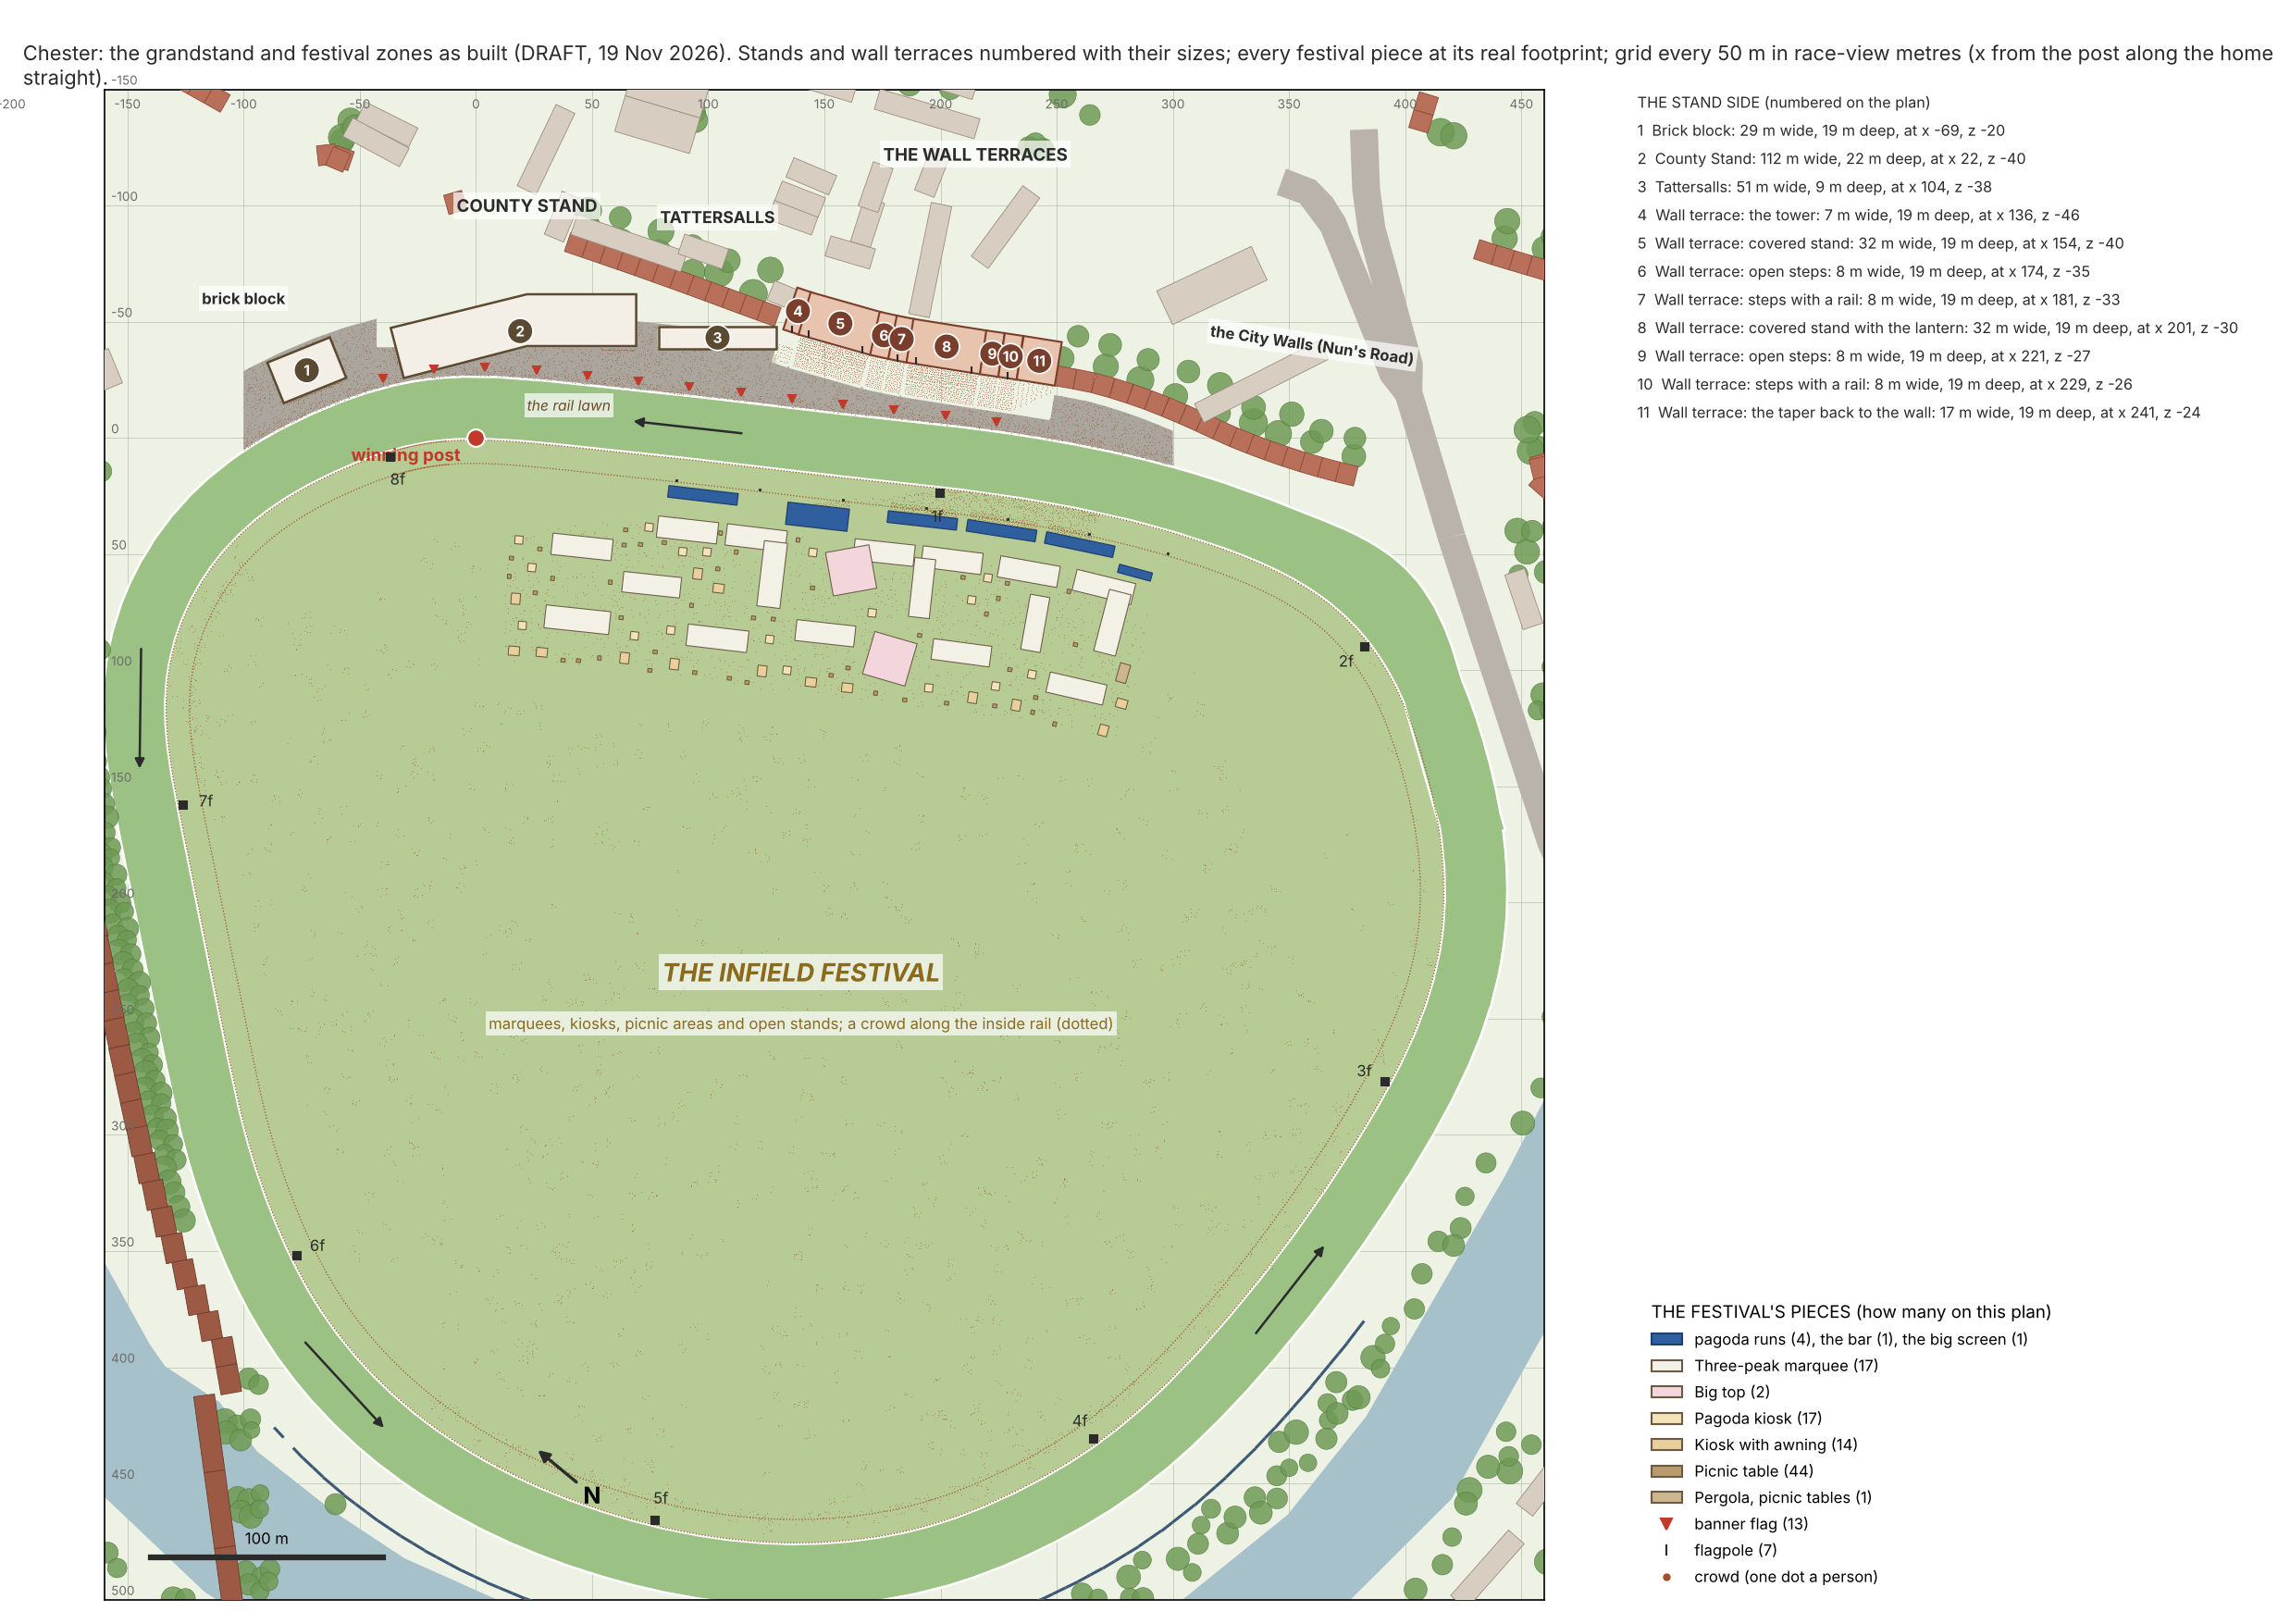 Chester: the grandstand and festival zones as built (DRAFT, 19 Nov 2026). Stands and wall terraces numbered with their sizes; every festival piece at its real footprint; grid every 50 m in race-view metres (x from the post along the home
straight).
-150
-200
-150
-100
-50
0
50
100
150
200
250
300
350
400
450
THE WALL TERRACES
-100
COUNTY STAND
TATTERSALLS
brick block
-50
the City Walls (Nun's Road)
1
2
3
4
5
6
7
8
9
10
11
the rail lawn
0
winning post
8f
1f
50
100
2f
150
7f
200
THE INFIELD FESTIVAL
marquees, kiosks, picnic areas and open stands; a crowd along the inside rail (dotted)
3f
300
350
6f
400
4f
450
N
5f
100 m
500
THE STAND SIDE (numbered on the plan)
1 Brick block: 29 m wide, 19 m deep, at x -69, z -20
2 County Stand: 112 m wide, 22 m deep, at x 22, z -40
3 Tattersalls: 51 m wide, 9 m deep, at x 104, z -38
4 Wall terrace: the tower: 7 m wide, 19 m deep, at x 136, z -46
5 Wall terrace: covered stand: 32 m wide, 19 m deep, at x 154, z -40
6 Wall terrace: open steps: 8 m wide, 19 m deep, at x 174, z -35
7 Wall terrace: steps with a rail: 8 m wide, 19 m deep, at x 181, z -33
8 Wall terrace: covered stand with the lantern: 32 m wide, 19 m deep, at x 201, z -30
9 Wall terrace: open steps: 8 m wide, 19 m deep, at x 221, z -27
10 Wall terrace: steps with a rail: 8 m wide, 19 m deep, at x 229, z -26
11 Wall terrace: the taper back to the wall: 17 m wide, 19 m deep, at x 241, z -24
THE FESTIVAL'S PIECES (how many on this plan)
pagoda runs (4), the bar (1), the big screen (1)
Three-peak marquee (17)
Big top (2)
Pagoda kiosk (17)
Kiosk with awning (14)
Picnic table (44)
Pergola, picnic tables (1)
banner flag (13)
flagpole (7)
crowd (one dot a person)